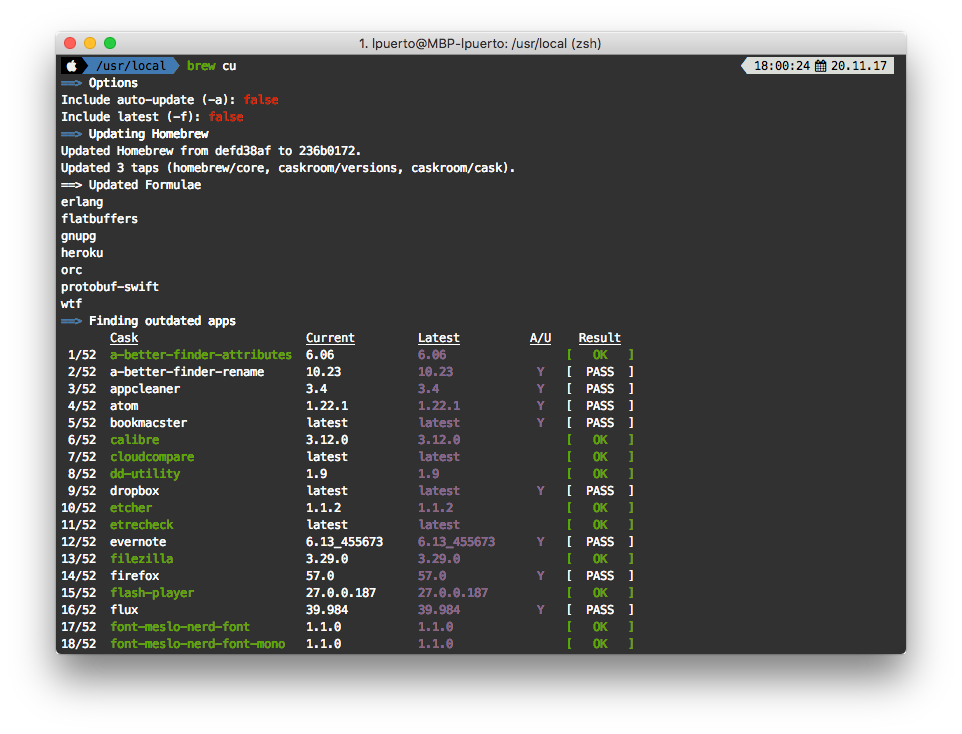 1. lpuerto@MBP-lpuerto: /usr/local (zsh)
/usr/local brew cu 18:00:24 20.11.17
==> Options
Include auto-update (-a): false
Include latest (-f): false
==> Updating Homebrew
Updated Homebrew from defd38af to 236b0172.
Updated 3 taps (homebrew/core, caskroom/versions, caskroom/cask).
==> Updated Formulae
erlang
flatbuffers
gnupg
heroku
orc
protobuf-swift
wtf
==> Finding outdated apps
Cask Current Latest A/U Result
1/52 a-better-finder-attributes 6.06 6.06 [ OK ]
2/52 a-better-finder-rename 10.23 10.23 Y [ PASS ]
3/52 appcleaner 3.4 3.4 Y [ PASS ]
4/52 atom 1.22.1 1.22.1 Y [ PASS ]
5/52 bookmacster latest latest Y [ PASS ]
6/52 calibre 3.12.0 3.12.0 [ OK ]
7/52 cloudcompare latest latest [ OK ]
8/52 dd-utility 1.9 1.9 [ OK ]
9/52 dropbox latest latest Y [ PASS ]
10/52 etcher 1.1.2 1.1.2 [ OK ]
11/52 etrecheck latest latest [ OK ]
12/52 evernote 6.13_455673 6.13_455673 Y [ PASS ]
13/52 filezilla 3.29.0 3.29.0 [ OK ]
14/52 firefox 57.0 57.0 Y [ PASS ]
15/52 flash-player 27.0.0.187 27.0.0.187 [ OK ]
16/52 flux 39.984 39.984 Y [ PASS ]
17/52 font-meslo-nerd-font 1.1.0 1.1.0 [ OK ]
18/52 font-meslo-nerd-font-mono 1.1.0 1.1.0 [ OK ]